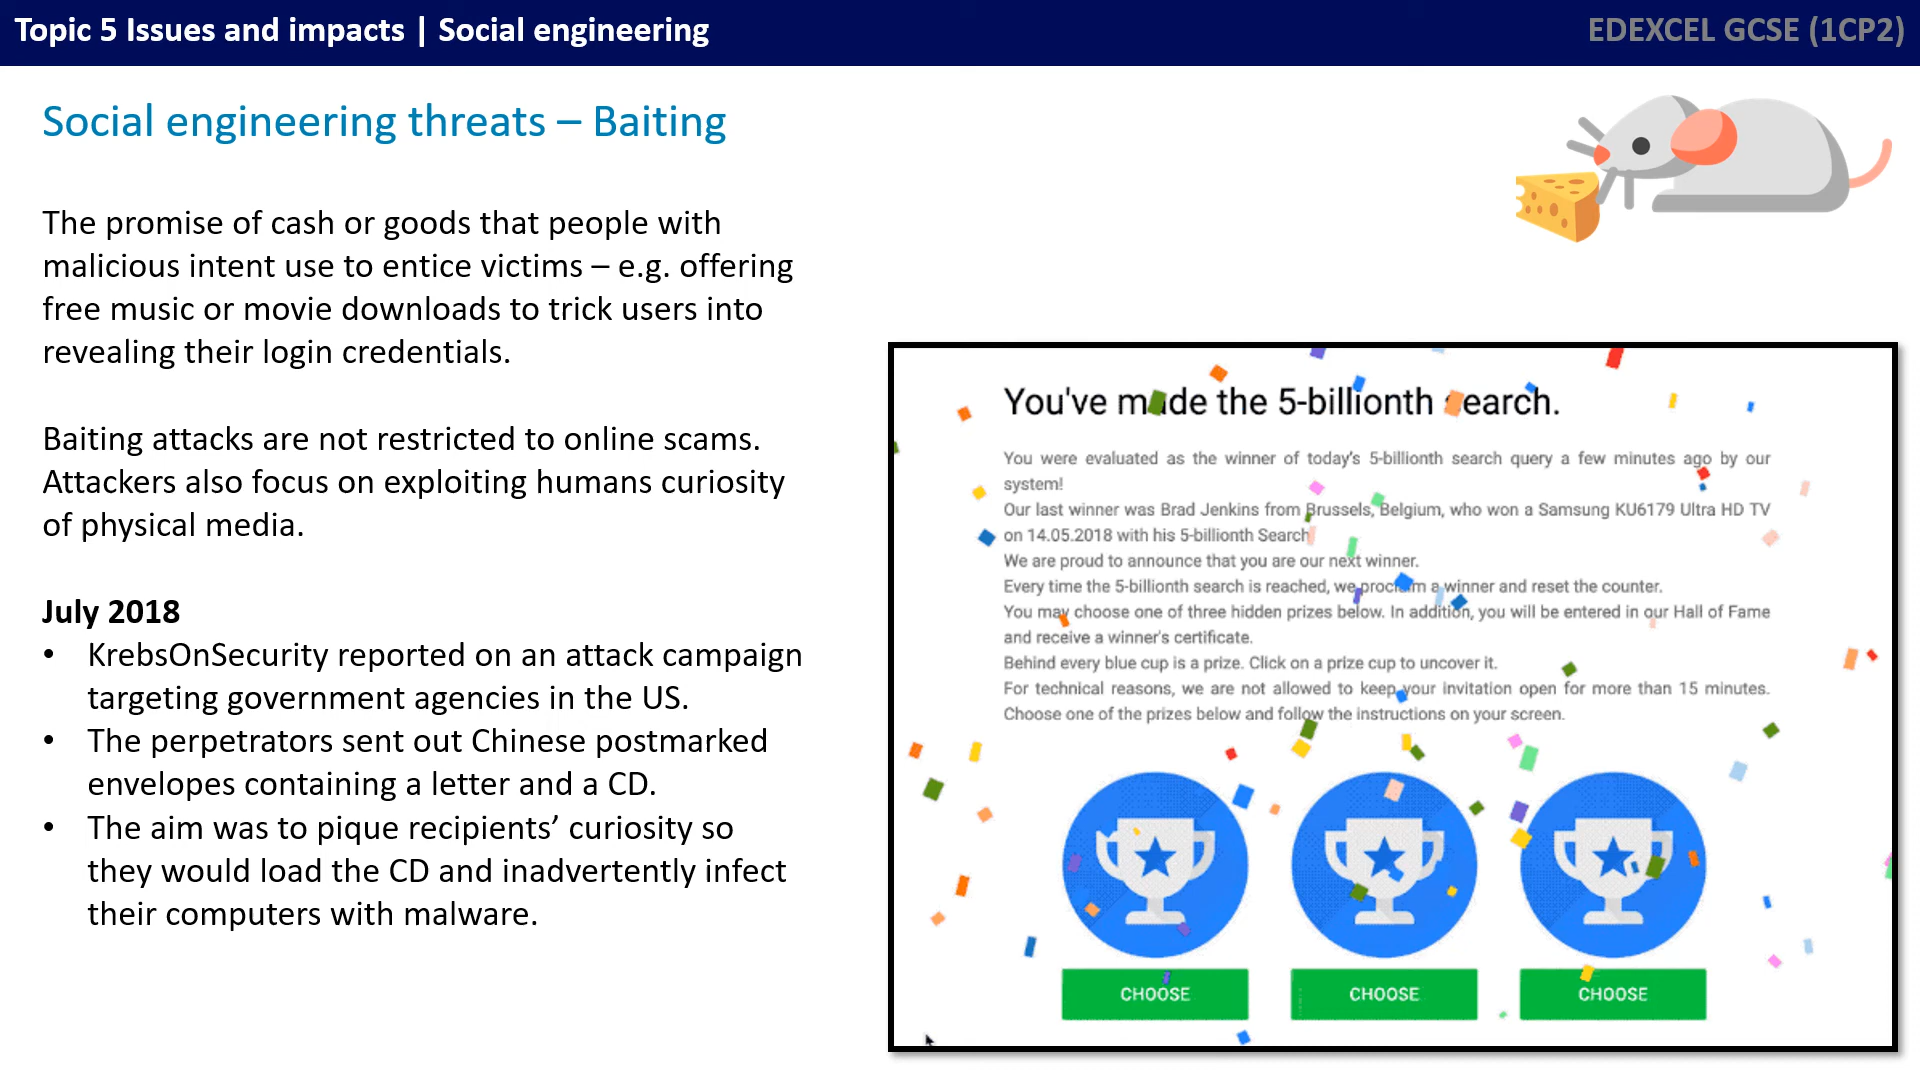 Topic 5 Issues and impacts | Social engineering
EDEXCEL GCSE (1CP2)
Social engineering threats – Baiting
The promise of cash or goods that people with
malicious intent use to entice victims – e.g. offering
free music or movie downloads to trick users into
revealing their login credentials.
Baiting attacks are not restricted to online scams.
Attackers also focus on exploiting humans curiosity
of physical media.
July 2018
• KrebsOnSecurity reported on an attack campaign
targeting government agencies in the US.
• The perpetrators sent out Chinese postmarked
envelopes containing a letter and a CD.
• The aim was to pique recipients’ curiosity so
they would load the CD and inadvertently infect
their computers with malware.
You've made the 5-billionth search.
You were evaluated as the winner of today's 5-billionth search query a few minutes ago by our
system!
Our last winner was Brad Jenkins from Brussels, Belgium, who won a Samsung KU6179 Ultra HD TV
on 14.05.2018 with his 5-billionth Search
We are proud to announce that you are our next winner.
Every time the 5-billionth search is reached, we proclaim a winner and reset the counter.
You may choose one of three hidden prizes below. In addition, you will be entered in our Hall of Fame
and receive a winner's certificate.
Behind every blue cup is a prize. Click on a prize cup to uncover it.
For technical reasons, we are not allowed to keep your invitation open for more than 15 minutes.
Choose one of the prizes below and follow the instructions on your screen.
CHOOSE
CHOOSE
CHOOSE